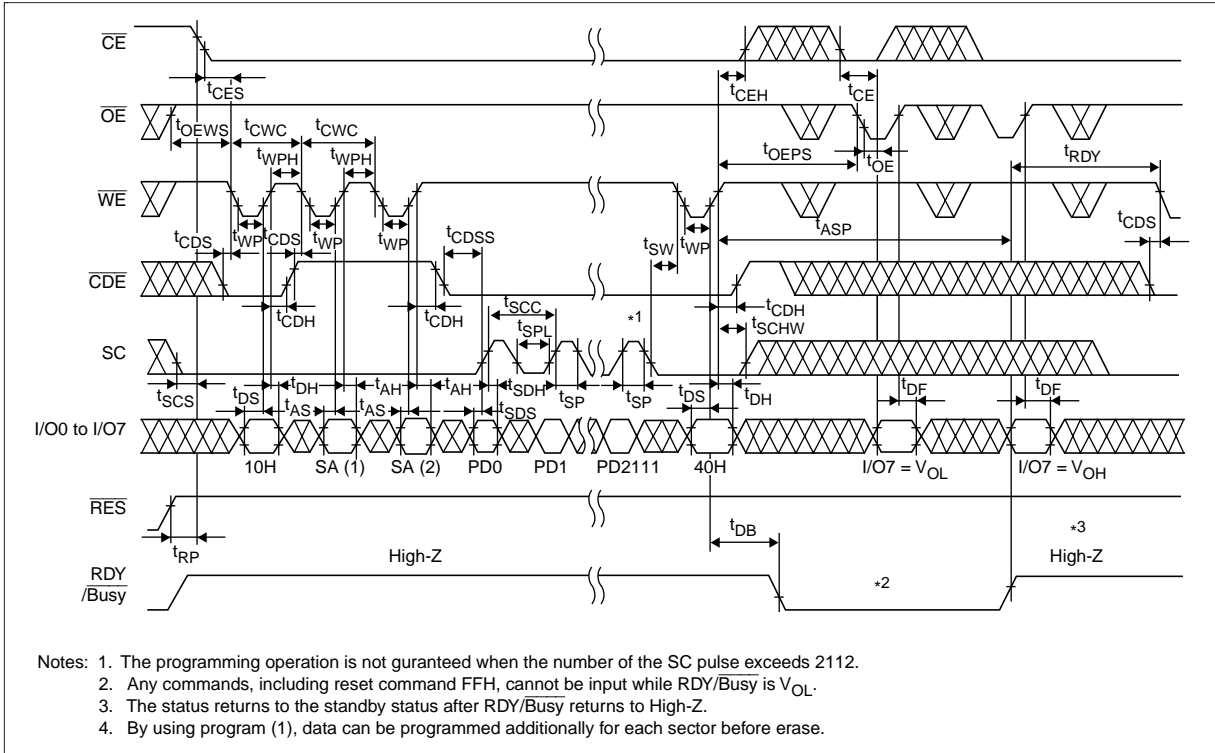 CE
tCES
tCEH
tCE
OE
tOEWS
tCWC
tCWC
tWPH
tWPH
tOEPS
tOE
tRDY
WE
tCDS
tWP
tCDS
tWP
tWP
tCDSS
tSW
tWP
tASP
tCDS
CDE
tCDH
tCDH
tSCC
tSPL
*1
tCDH
tSCHW
SC
tSCS
tDS
tDH
tAS
tAH
tAS
tAH
tSDH
tSDS
tSP
tSP
tDS
tDH
tDF
tDF
I/O0 to I/O7
10H
SA (1)
SA (2)
PD0
PD1
PD2111
40H
I/O7 = VOL
I/O7 = VOH
RES
tRP
tDB
*3
High-Z
High-Z
RDY
/Busy
*2
Notes: 1. The programming operation is not guranteed when the number of the SC pulse exceeds 2112.
2. Any commands, including reset command FFH, cannot be input while RDY/Busy is VOL.
3. The status returns to the standby status after RDY/Busy returns to High-Z.
4. By using program (1), data can be programmed additionally for each sector before erase.